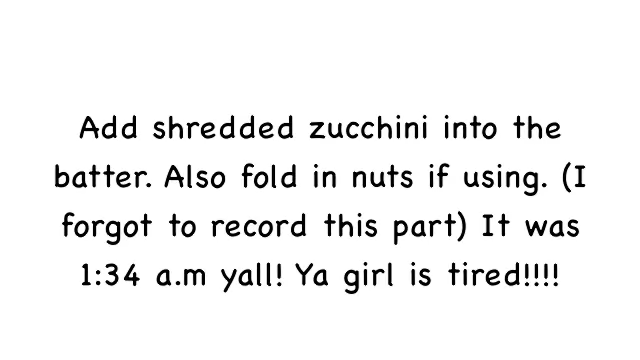 Add shredded zucchini into the
batter. Also fold in nuts if using. (I
forgot to record this part) It was
1:34 a.m yall! Ya girl is tired!!!!